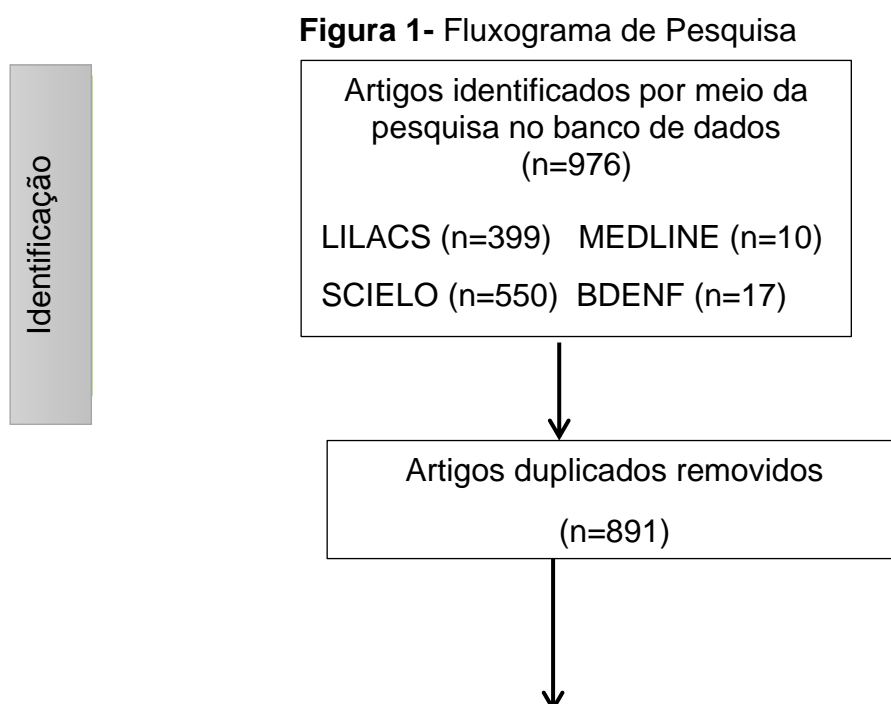 Figura 1- Fluxograma de Pesquisa
Identificação
Artigos identificados por meio da
pesquisa no banco de dados
(n=976)
LILACS (n=399) MEDLINE (n=10)
SCIELO (n=550) BDENF (n=17)
Artigos duplicados removidos
(n=891)